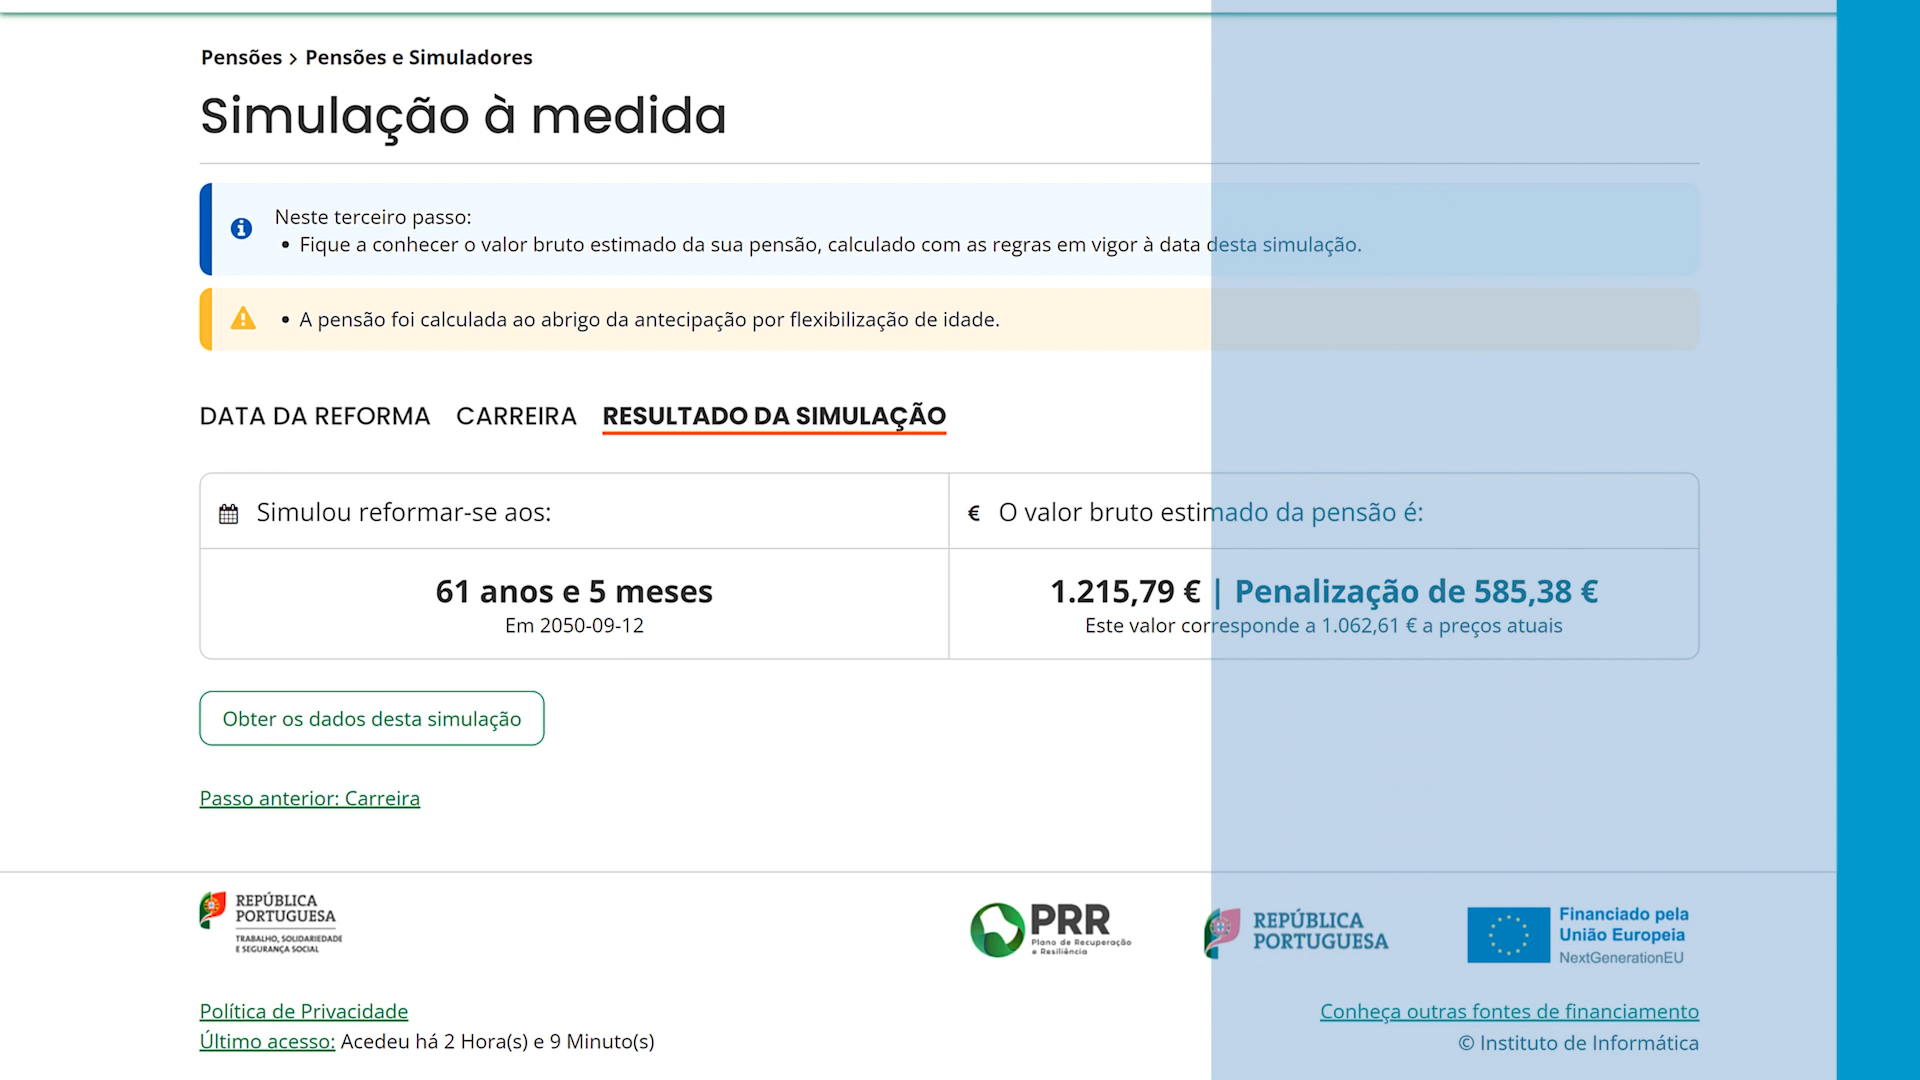 Pensões > Pensões e Simuladores
Simulação à medida
Neste terceiro passo:
• Fique a conhecer o valor bruto estimado da sua pensão, calculado com as regras em vigor à data desta simulação.
• A pensão foi calculada ao abrigo da antecipação por flexibilização de idade.
DATA DA REFORMA CARREIRA RESULTADO DA SIMULAÇÃO
Simulou reformar-se aos:
€ O valor bruto estimado da pensão é:
61 anos e 5 meses
Em 2050-09-12
1.215,79 € | Penalização de 585,38 €
Este valor corresponde a 1.062,61 € a preços atuais
Obter os dados desta simulação
Passo anterior: Carreira
REPÚBLICA
PORTUGUESA
TRABALHO, SOLIDARIEDADE
E SEGURANÇA SOCIAL
PRR
Plano de Recuperação
e Resiliência
REPÚBLICA
PORTUGUESA
Financiado pela
União Europeia
NextGenerationEU
Política de Privacidade
Último acesso: Acedeu há 2 Hora(s) e 9 Minuto(s)
Conheça outras fontes de financiamento
© Instituto de Informática